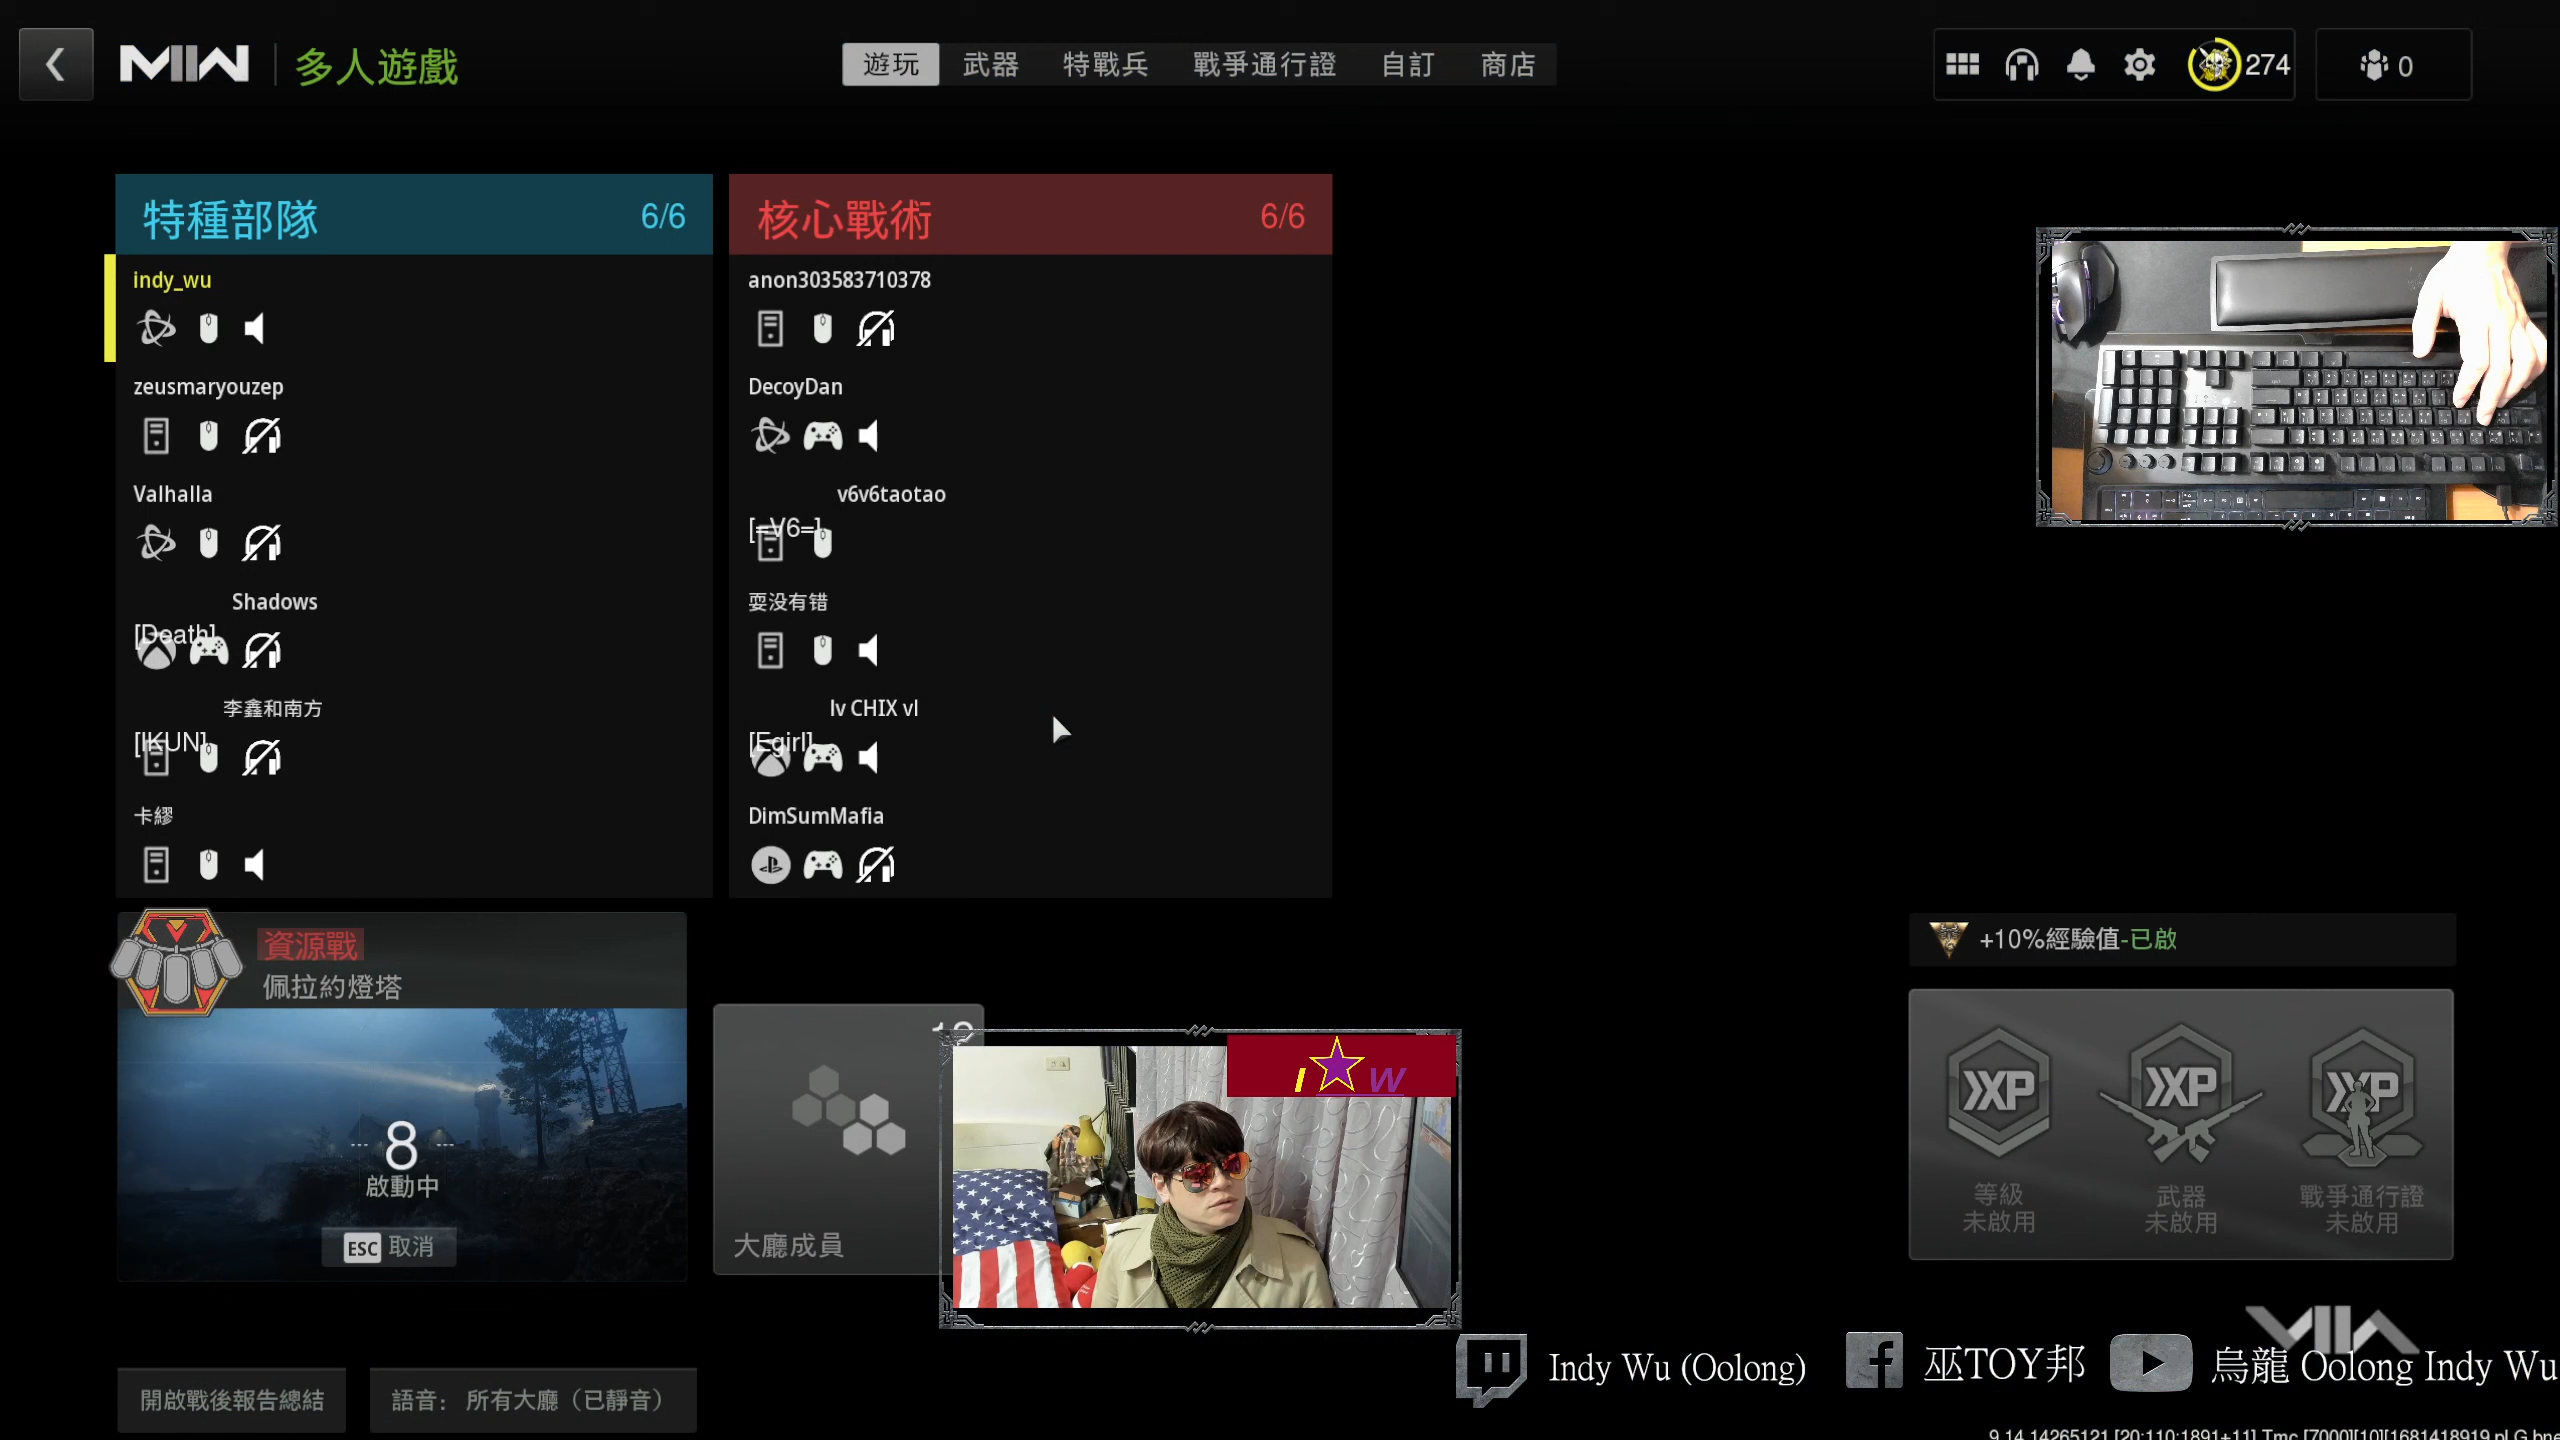 MW
多人遊戲
遊玩
武器
特戰兵
戰爭通行證
自訂
商店
274
0
特種部隊
6/6
indy_wu
zeusmaryouzep
Valhalla
[Death] Shadows
[IKUN] 李鑫和南方
卡繆
核心戰術
6/6
anon303583710378
DecoyDan
[=V6=] v6v6taotao
耍没有错
[Egirl] lv CHIX vl
DimSumMafia
資源戰
佩拉約燈塔
8
啟動中
ESC 取消
12
大廳成員
I W
+10%經驗值-已啟
XP
等級
未啟用
XP
武器
未啟用
XP
戰爭通行證
未啟用
開啟戰後報告總結
語音： 所有大廳（已靜音）
Indy Wu (Oolong)
巫TOY邦
烏龍 Oolong Indy Wu